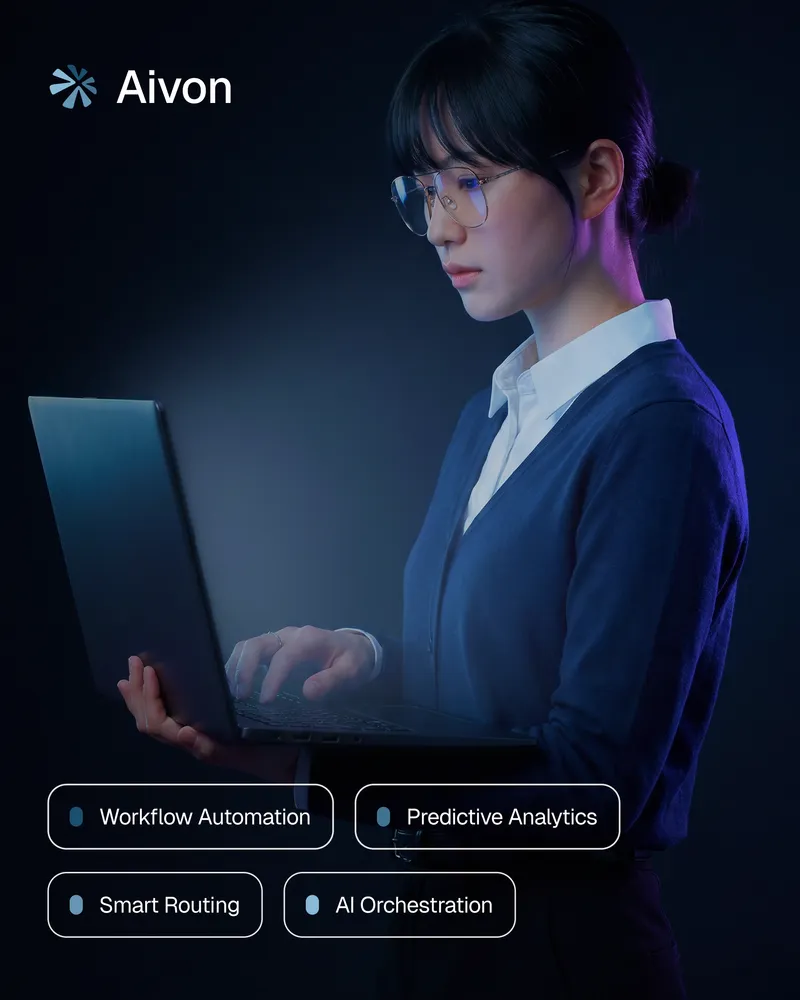 Aivon
Workflow Automation
Predictive Analytics
Smart Routing
AI Orchestration